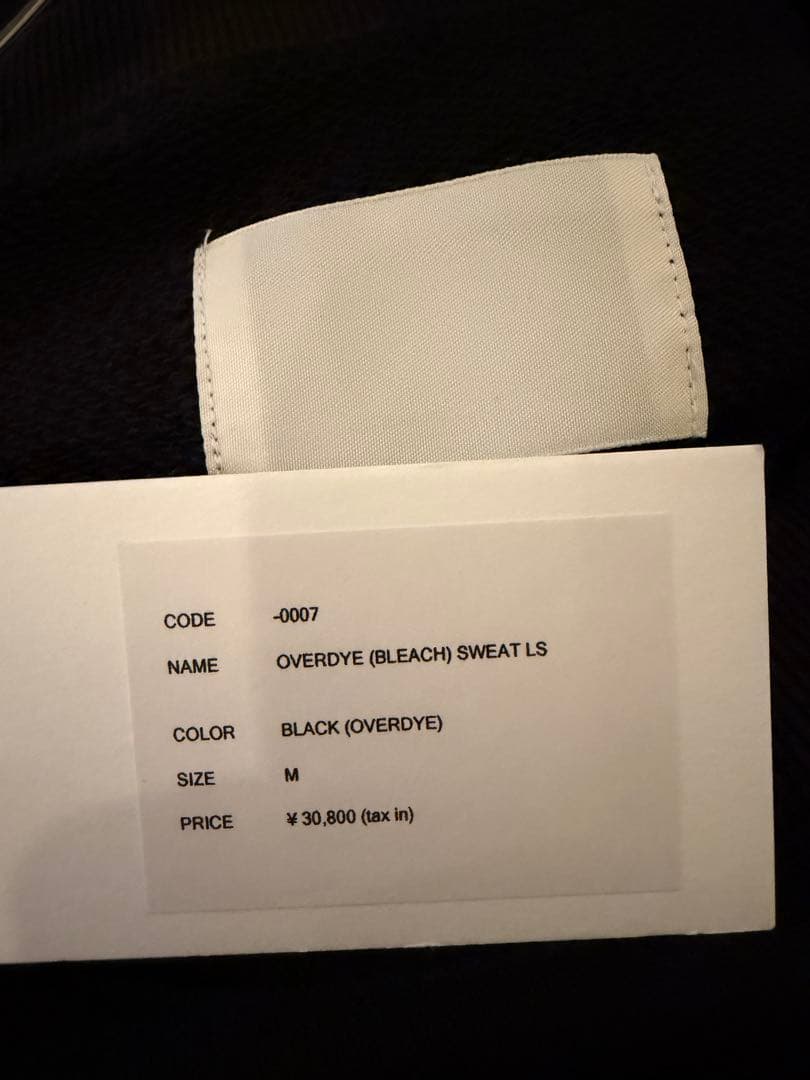 CODE -0007
NAME OVERDYE (BLEACH) SWEAT LS
COLOR BLACK (OVERDYE)
SIZE M
PRICE ¥ 30,800 (tax in)